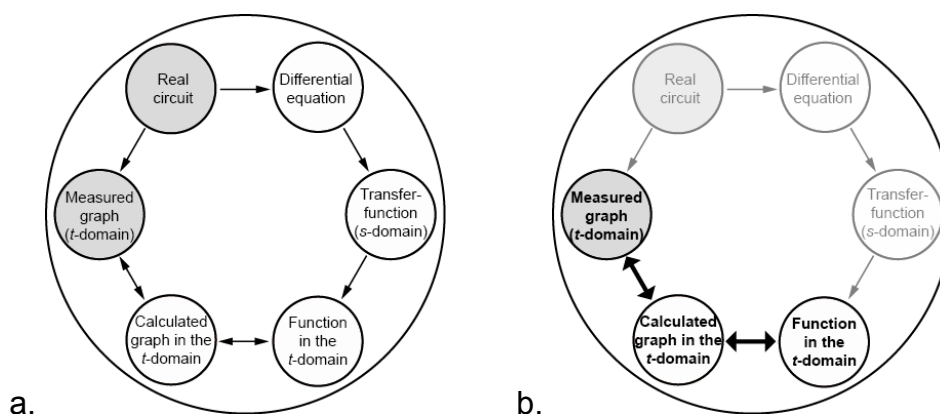 Real
circuit
Differential
equation
Measured
graph
(t-domain)
Transfer-
function
(s-domain)
Calculated
graph in the
t-domain
Function
in the
t-domain
a.
Real
circuit
Differential
equation
Measured
graph
(t-domain)
Transfer-
function
(s-domain)
Calculated
graph in the
t-domain
Function
in the
t-domain
b.